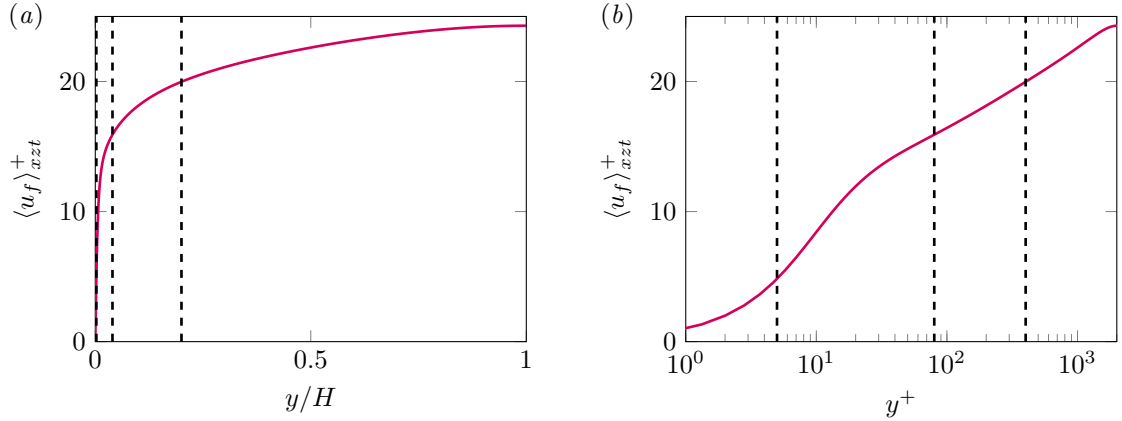 (a)
20
10
0
⟨u_f⟩^+_{xzt}
0
0.5
1
y/H
(b)
20
10
0
⟨u_f⟩^+_{xzt}
10^0
10^1
10^2
10^3
y^+